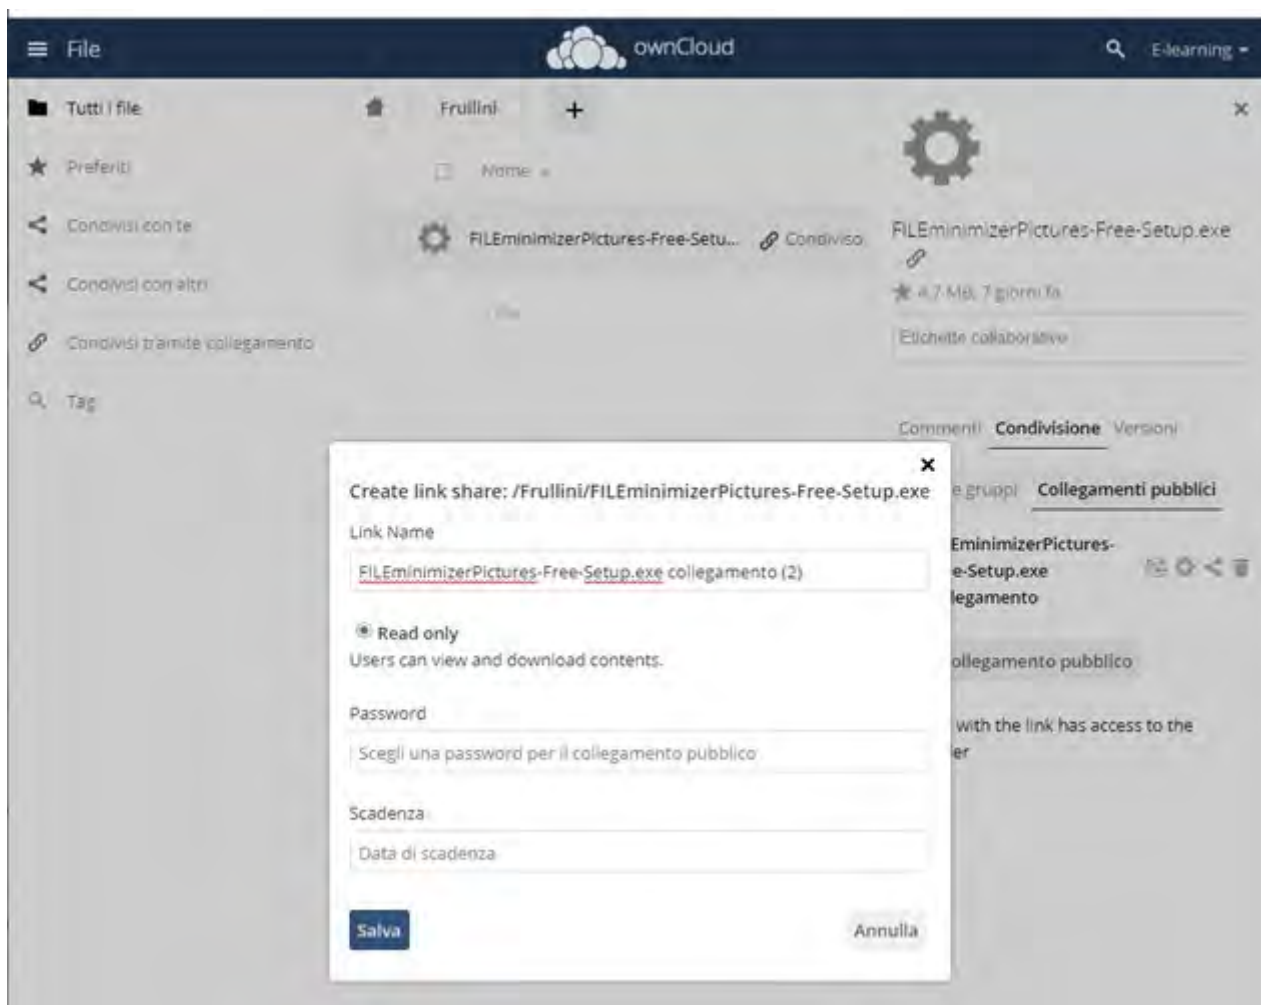 File
ownCloud
E-learning
Tutti i file
Preferiti
Condivisi con te
Condivisi con altri
Condivisi tramite collegamento
Tag
Frullini
+
Nome
FILEminimizerPictures-Free-Setu...
Condiviso
1 file
FILEminimizerPictures-Free-Setup.exe
4,7 MB, 7 giorni fa
Etichette collaborative
Commenti Condivisione Versioni
e gruppi Collegamenti pubblici
EminimizerPictures-
e-Setup.exe
legamento
ollegamento pubblico
with the link has access to the
er
Create link share: /Frullini/FILEminimizerPictures-Free-Setup.exe
Link Name
FILEminimizerPictures-Free-Setup.exe collegamento (2)
Read only
Users can view and download contents.
Password
Scegli una password per il collegamento pubblico
Scadenza
Data di scadenza
Salva
Annulla